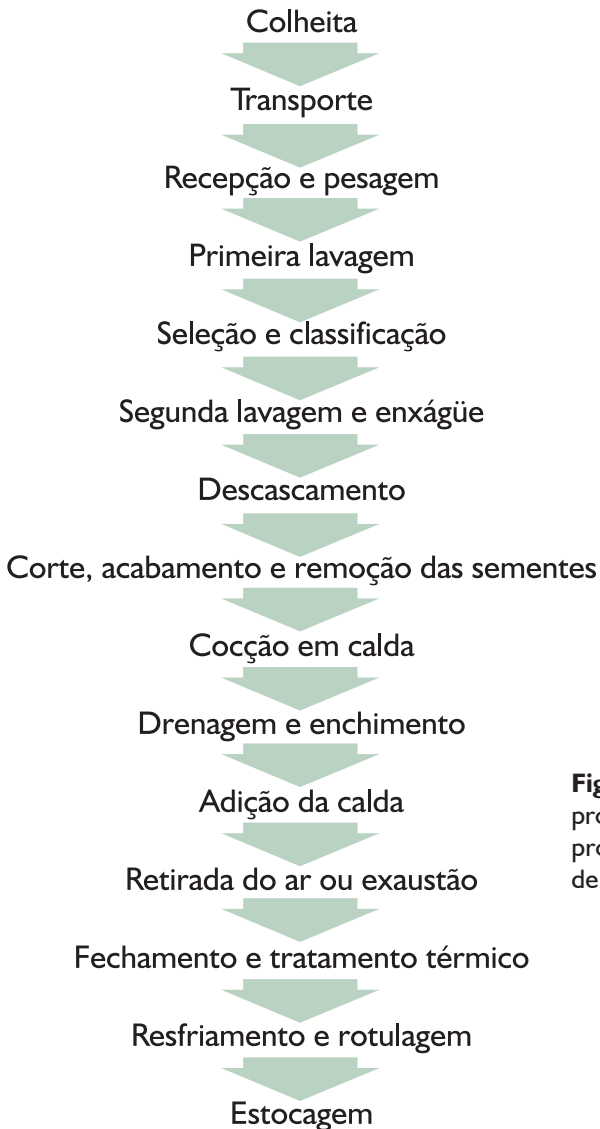 Colheita
Transporte
Recepção e pesagem
Primeira lavagem
Seleção e classificação
Segunda lavagem e enxágüe
Descascamento
Corte, acabamento e remoção das sementes
Cocção em calda
Drenagem e enchimento
Adição da calda
Retirada do ar ou exaustão
Fechamento e tratamento térmico
Resfriamento e rotulagem
Estocagem